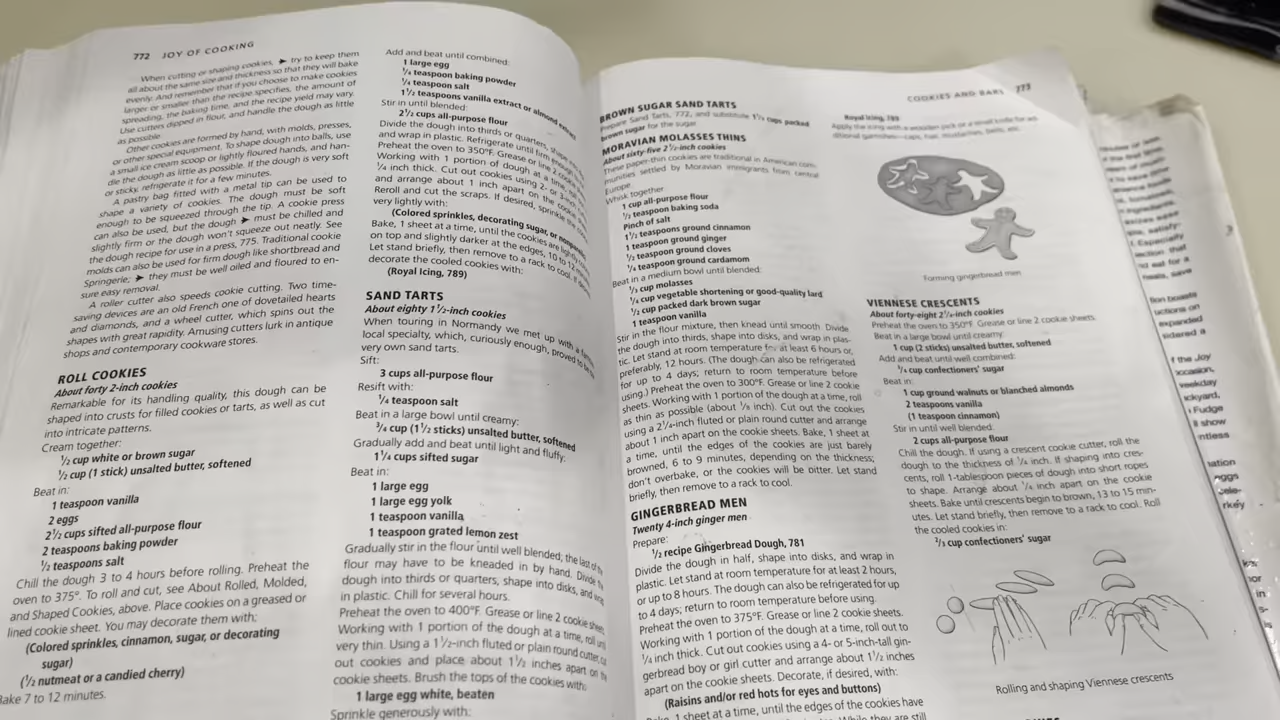 772 JOY OF COOKING
When cutting or shaping cookies, ➤ try to keep them
all about the same size and thickness so that they will bake
evenly. And remember that if you choose to make cookies
larger or smaller than the recipe specifies, the amount of
spreading, the baking time, and the recipe yield may vary.
Use cutters dipped in flour, and handle the dough as little
as possible.
Other cookies are formed by hand, with molds, presses,
or other special equipment. To shape dough into balls, use
a small ice cream scoop or lightly floured hands, and han-
dle the dough as little as possible. If the dough is very soft
or sticky, refrigerate it for a few minutes.
A pastry bag fitted with a metal tip can be used to
shape a variety of cookies. The dough must be soft
enough to be squeezed through the tip. A cookie press
can also be used, but the dough ➤ must be chilled and
slightly firm or the dough won't squeeze out neatly. See
the dough recipe for use in a press, 775. Traditional cookie
molds can also be used for firm dough like shortbread and
Springerle; ➤ they must be well oiled and floured to en-
sure easy removal.
A roller cutter also speeds cookie cutting. Two time-
saving devices are an old French one of dovetailed hearts
and diamonds, and a wheel cutter, which spins out the
shapes with great rapidity. Amusing cutters lurk in antique
shops and contemporary cookware stores.
ROLL COOKIES
About forty 2-inch cookies
Remarkable for its handling quality, this dough can be
shaped into crusts for filled cookies or tarts, as well as cut
into intricate patterns.
Cream together:
1/2 cup white or brown sugar
1/2 cup (1 stick) unsalted butter, softened
Beat in:
1 teaspoon vanilla
2 eggs
2 1/2 cups sifted all-purpose flour
2 teaspoons baking powder
1/2 teaspoons salt
Chill the dough 3 to 4 hours before rolling. Preheat the
oven to 375°. To roll and cut, see About Rolled, Molded,
and Shaped Cookies, above. Place cookies on a greased or
lined cookie sheet. You may decorate them with:
(Colored sprinkles, cinnamon, sugar, or decorating
sugar)
(1/2 nutmeat or a candied cherry)
Bake 7 to 12 minutes.
Add and beat until combined:
1 large egg
1/4 teaspoon baking powder
1/4 teaspoon salt
1 1/2 teaspoons vanilla extract or almond extract
Stir in until blended:
2 1/2 cups all-purpose flour
Divide the dough into thirds or quarters, shape
and wrap in plastic. Refrigerate until firm
Preheat the oven to 350°F. Grease or line 2 cookie
Working with 1 portion of dough at a time, roll
1/4 inch thick. Cut out cookies using 2- or 3-inch
and arrange about 1 inch apart on the cookie
Reroll and cut the scraps. If desired, sprinkle the
very lightly with:
(Colored sprinkles, decorating sugar, or nonpareils)
Bake, 1 sheet at a time, until the cookies are lightly
on top and slightly darker at the edges, 10 to 12
Let stand briefly, then remove to a rack to cool.
decorate the cooled cookies with:
(Royal Icing, 789)
SAND TARTS
About eighty 1 1/2-inch cookies
When touring in Normandy we met up with a
local specialty, which, curiously enough, proved to be
very own sand tarts.
Sift:
3 cups all-purpose flour
Resift with:
1/4 teaspoon salt
Beat in a large bowl until creamy:
3/4 cup (1 1/2 sticks) unsalted butter, softened
Gradually add and beat until light and fluffy:
1 1/4 cups sifted sugar
Beat in:
1 large egg
1 large egg yolk
1 teaspoon vanilla
1 teaspoon grated lemon zest
Gradually stir in the flour until well blended; the last of the
flour may have to be kneaded in by hand. Divide the
dough into thirds or quarters, shape into disks, and wrap
in plastic. Chill for several hours.
Preheat the oven to 400°F. Grease or line 2 cookie sheets.
Working with 1 portion of the dough at a time, roll until
very thin. Using a 1 1/2-inch fluted or plain round cutter, cut
out cookies and place about 1 1/2 inches apart on the
cookie sheets. Brush the tops of the cookies with:
1 large egg white, beaten
Sprinkle generously with:
COOKIES AND BARS 773
BROWN SUGAR SAND TARTS
Prepare Sand Tarts, 772, and substitute 1 1/4 cups packed
brown sugar for the sugar.
MORAVIAN MOLASSES THINS
About sixty-five 2 1/2-inch cookies
These paper-thin cookies are traditional in American com-
munities settled by Moravian immigrants from central
Europe.
Whisk together:
1 cup all-purpose flour
1/2 teaspoon baking soda
Pinch of salt
1 1/2 teaspoons ground cinnamon
1 teaspoon ground ginger
1/2 teaspoon ground cloves
1/4 teaspoon ground cardamom
Beat in a medium bowl until blended:
1/3 cup molasses
1/4 cup vegetable shortening or good-quality lard
1/2 cup packed dark brown sugar
1 teaspoon vanilla
Stir in the flour mixture, then knead until smooth. Divide
the dough into thirds, shape into disks, and wrap in plas-
tic. Let stand at room temperature for at least 6 hours or,
preferably, 12 hours. (The dough can also be refrigerated
for up to 4 days; return to room temperature before
using.) Preheat the oven to 300°F. Grease or line 2 cookie
sheets. Working with 1 portion of the dough at a time, roll
as thin as possible (about 1/8 inch). Cut out the cookies
using a 2 1/4-inch fluted or plain round cutter and arrange
about 1 inch apart on the cookie sheets. Bake, 1 sheet at
a time, until the edges of the cookies are just barely
browned, 6 to 9 minutes, depending on the thickness;
don't overbake, or the cookies will be bitter. Let stand
briefly, then remove to a rack to cool.
GINGERBREAD MEN
Twenty 4-inch ginger men
Prepare:
1/2 recipe Gingerbread Dough, 781
Divide the dough in half, shape into disks, and wrap in
plastic. Let stand at room temperature for at least 2 hours,
or up to 8 hours. The dough can also be refrigerated for up
to 4 days; return to room temperature before using.
Preheat the oven to 375°F. Grease or line 2 cookie sheets.
Working with 1 portion of the dough at a time, roll out to
1/4 inch thick. Cut out cookies using a 4- or 5-inch-tall gin-
gerbread boy or girl cutter and arrange about 1 1/2 inches
apart on the cookie sheets. Decorate, if desired, with:
(Raisins and/or red hots for eyes and buttons)
Bake, 1 sheet at a time, until the edges of the cookies have
While they are still
Royal Icing, 789
Apply the icing with a wooden pick or a small knife for ad-
ditional garnishes—caps, hair, mustaches, belts, etc.
Forming gingerbread men
VIENNESE CRESCENTS
About forty-eight 2 1/4-inch cookies
Preheat the oven to 350°F. Grease or line 2 cookie sheets.
Beat in a large bowl until creamy:
1 cup (2 sticks) unsalted butter, softened
Add and beat until well combined:
1/4 cup confectioners' sugar
Beat in:
1 cup ground walnuts or blanched almonds
2 teaspoons vanilla
(1 teaspoon cinnamon)
Stir in until well blended:
2 cups all-purpose flour
Chill the dough. If using a crescent cookie cutter, roll the
dough to the thickness of 1/4 inch. If shaping into cres-
cents, roll 1-tablespoon pieces of dough into short ropes
to shape. Arrange about 1/4 inch apart on the cookie
sheets. Bake until crescents begin to brown, 13 to 15 min-
utes. Let stand briefly, then remove to a rack to cool. Roll
the cooled cookies in:
2/3 cup confectioners' sugar
Rolling and shaping Viennese crescents
expanded
f the Joy
occasion,
Fudge
show
eggs